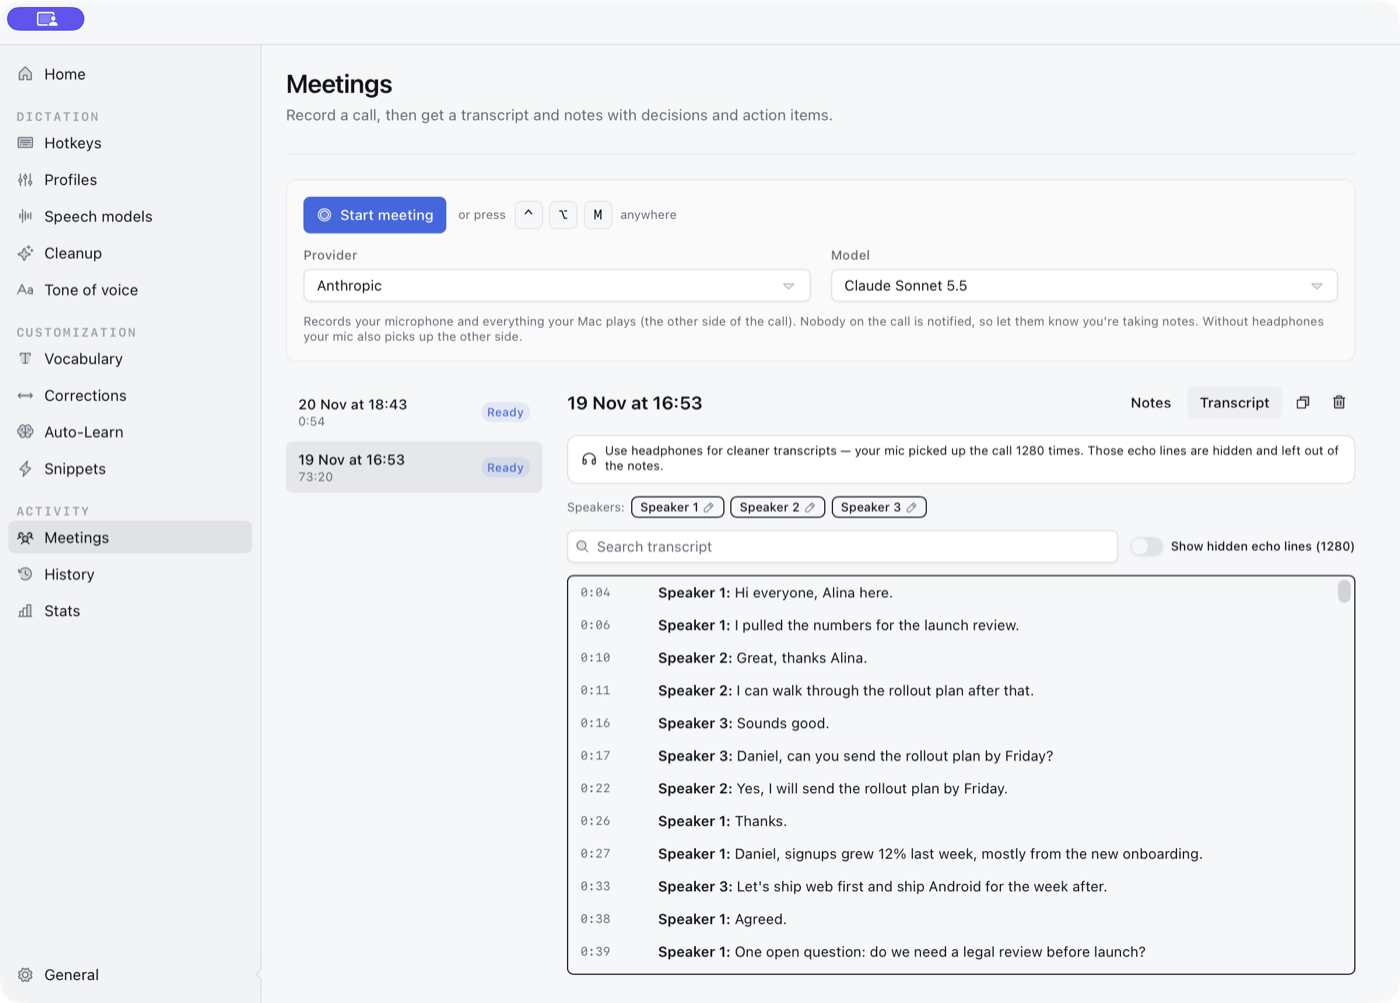 Home
DICTATION
Hotkeys
Profiles
Speech models
Cleanup
Aa Tone of voice
CUSTOMIZATION
Vocabulary
Corrections
Auto-Learn
Snippets
ACTIVITY
Meetings
History
Stats
General
Meetings
Record a call, then get a transcript and notes with decisions and action items.
Start meeting or press ^ ⌥ M anywhere
Provider
Anthropic
Model
Claude Sonnet 5.5
Records your microphone and everything your Mac plays (the other side of the call). Nobody on the call is notified, so let them know you're taking notes. Without headphones
your mic also picks up the other side.
20 Nov at 18:43
0:54
Ready
19 Nov at 16:53
73:20
Ready
19 Nov at 16:53
Notes Transcript
Use headphones for cleaner transcripts — your mic picked up the call 1280 times. Those echo lines are hidden and left out of
the notes.
Speakers: Speaker 1 Speaker 2 Speaker 3
Search transcript
Show hidden echo lines (1280)
0:04 Speaker 1: Hi everyone, Alina here.
0:06 Speaker 1: I pulled the numbers for the launch review.
0:10 Speaker 2: Great, thanks Alina.
0:11 Speaker 2: I can walk through the rollout plan after that.
0:16 Speaker 3: Sounds good.
0:17 Speaker 3: Daniel, can you send the rollout plan by Friday?
0:22 Speaker 2: Yes, I will send the rollout plan by Friday.
0:26 Speaker 1: Thanks.
0:27 Speaker 1: Daniel, signups grew 12% last week, mostly from the new onboarding.
0:33 Speaker 3: Let's ship web first and ship Android for the week after.
0:38 Speaker 1: Agreed.
0:39 Speaker 1: One open question: do we need a legal review before launch?